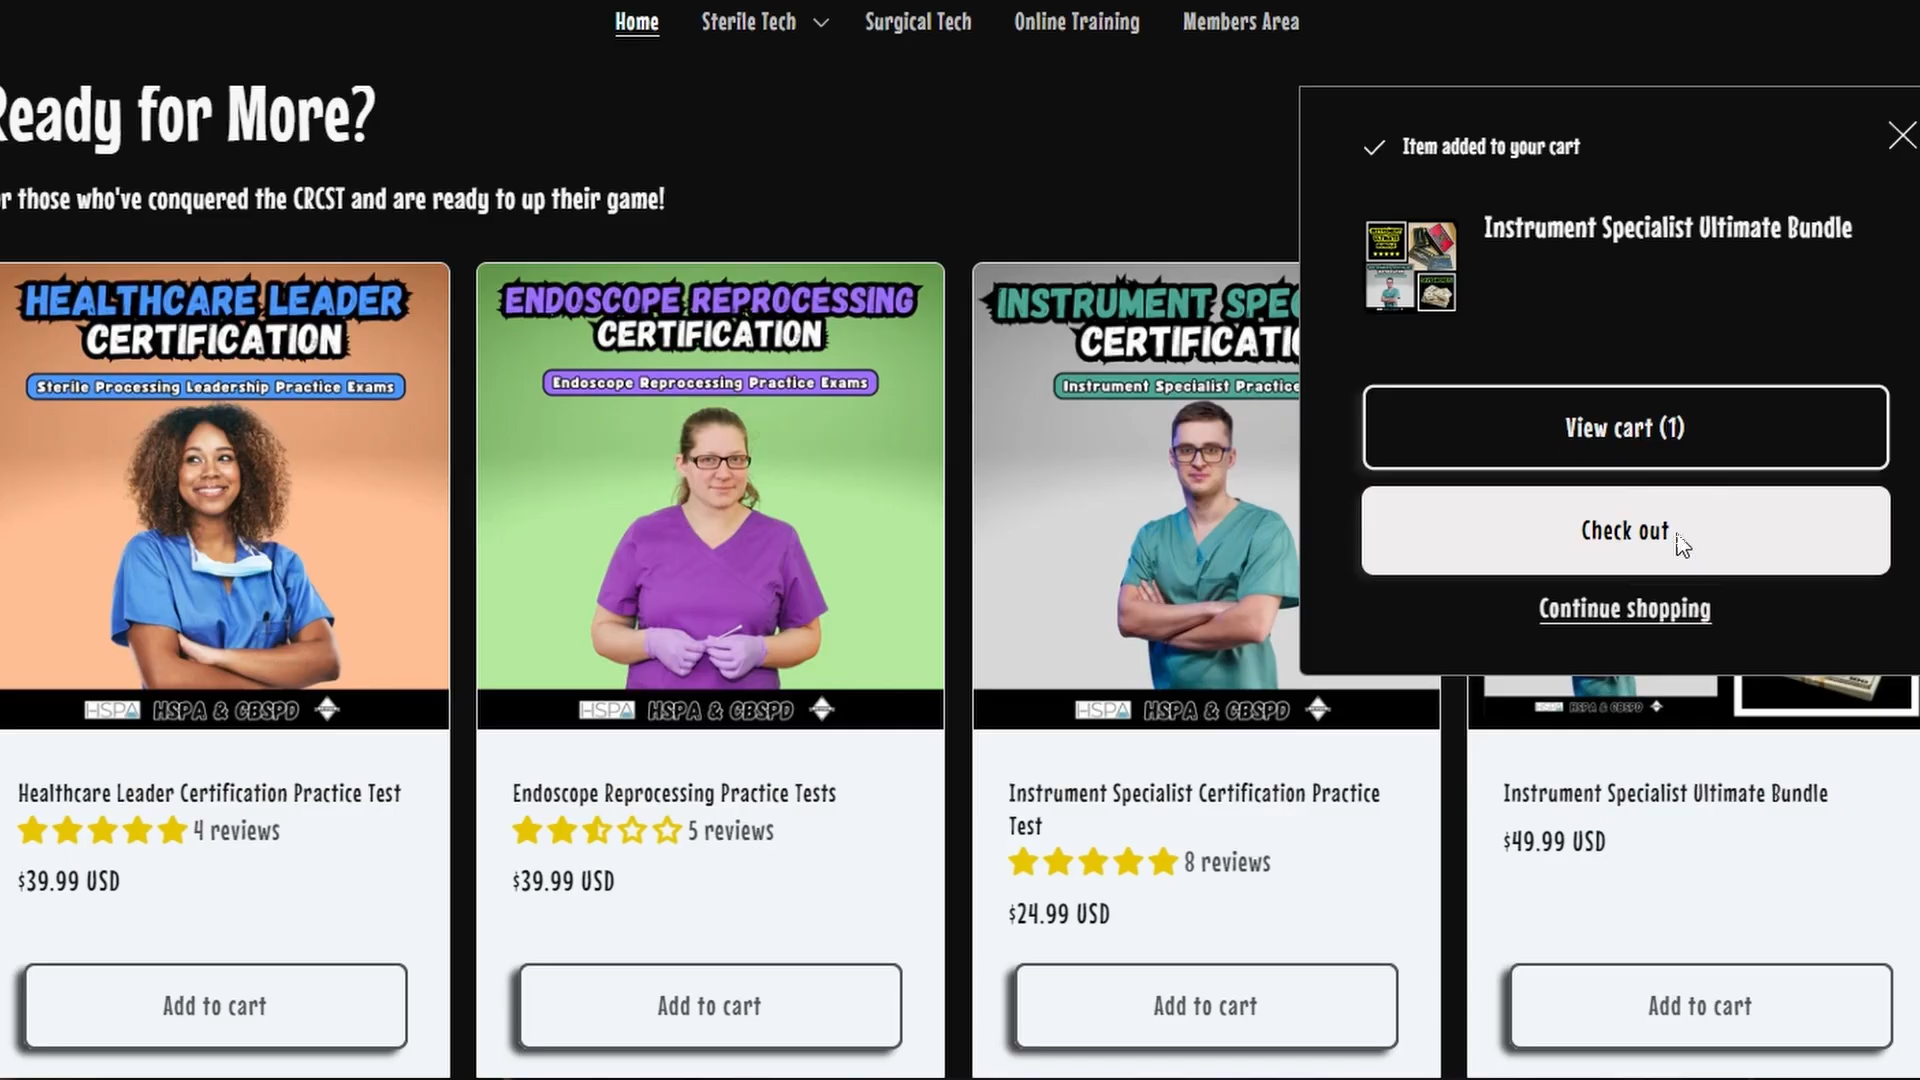 Home Sterile Tech Surgical Tech Online Training Members Area
Ready for More?
r those who've conquered the CRCST and are ready to up their game!
Item added to your cart
Instrument Specialist Ultimate Bundle
View cart (1)
Check out
Continue shopping
HEALTHCARE LEADER
CERTIFICATION
Sterile Processing Leadership Practice Exams
HSPA HSPA & CBSPD
Healthcare Leader Certification Practice Test
4 reviews
$39.99 USD
Add to cart
ENDOSCOPE REPROCESSING
CERTIFICATION
Endoscope Reprocessing Practice Exams
HSPA HSPA & CBSPD
Endoscope Reprocessing Practice Tests
5 reviews
$39.99 USD
Add to cart
INSTRUMENT SPEC
CERTIFICATI
Instrument Specialist Practice
HSPA HSPA & CBSPD
Instrument Specialist Certification Practice
Test
8 reviews
$24.99 USD
Add to cart
HSPA HSPA & CBSPD
Instrument Specialist Ultimate Bundle
$49.99 USD
Add to cart